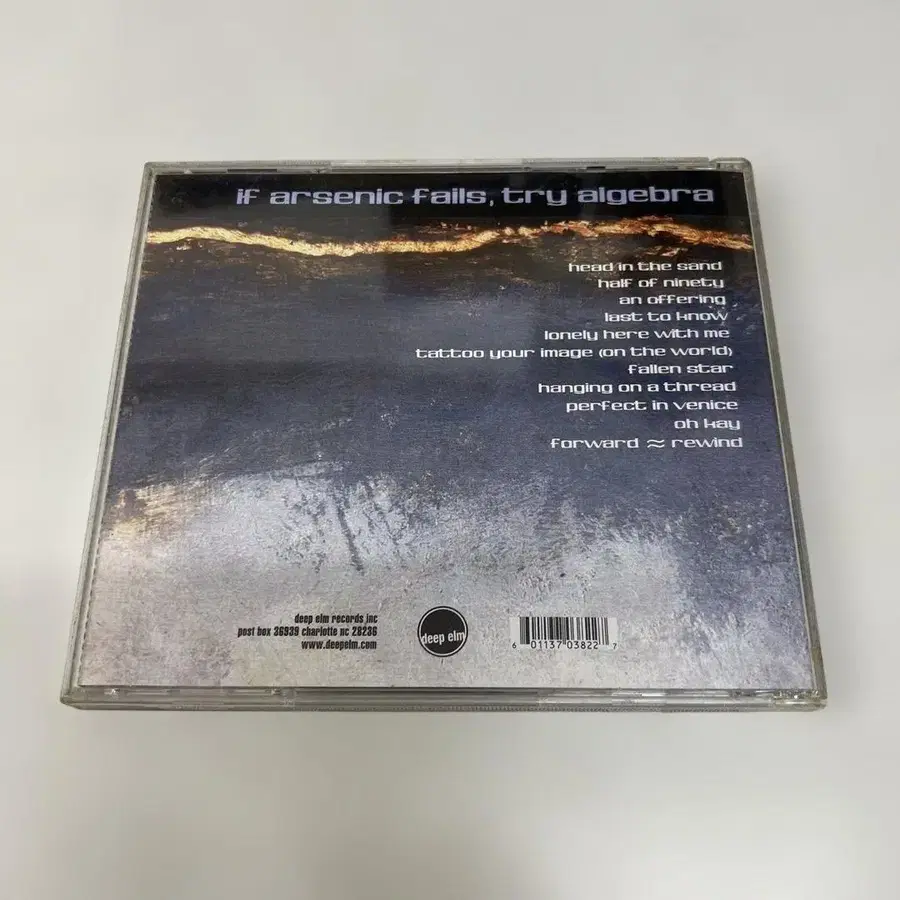 if arsenic fails, try algebra
head in the sand
half of ninety
an offering
last to know
lonely here with me
tattoo your image (on the world)
fallen star
hanging on a thread
perfect in venice
oh kay
forward ≈ rewind
deep elm records inc
post box 36939 charlotte nc 28236
www.deepelm.com
deep elm
6 01137 03822 7